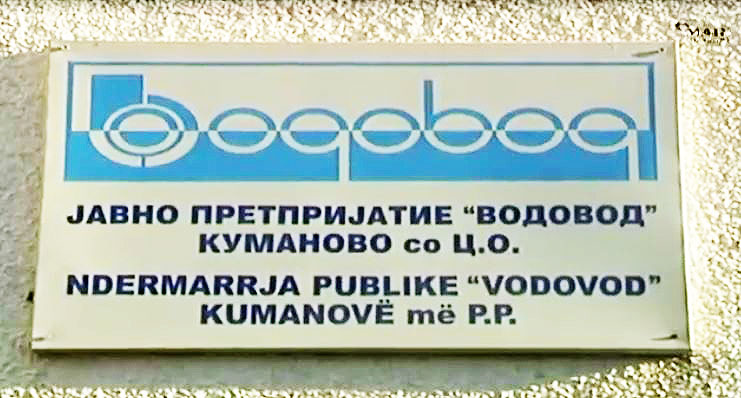 водовод
ЈАВНО ПРЕТПРИЈАТИЕ “ВОДОВОД”
КУМАНОВО со Ц.О.
NDERMARRJA PUBLIKE “VODOVOD”
KUMANOVË më P.P.